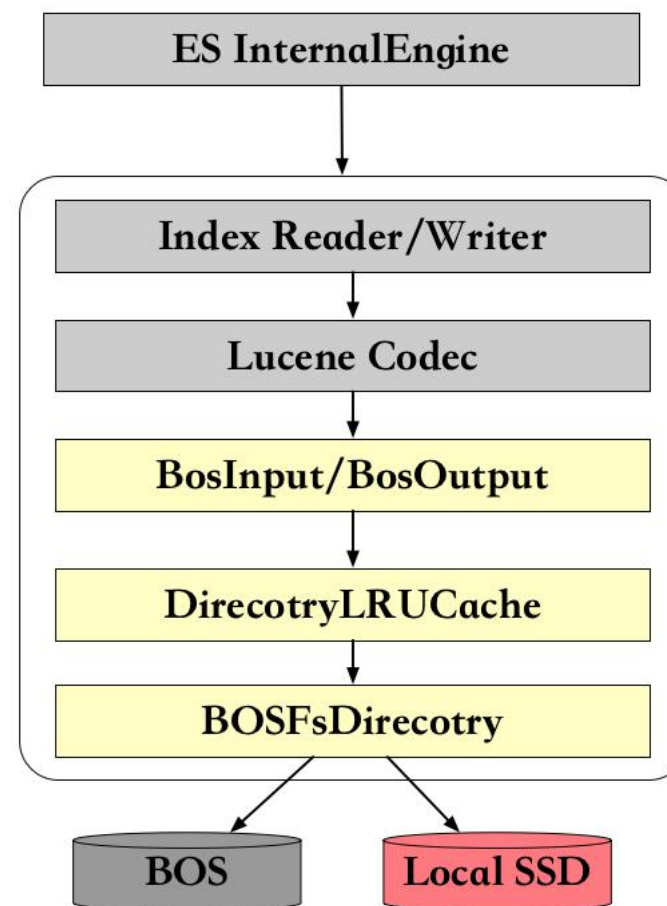 ES InternalEngine
Index Reader/Writer
Lucene Codec
BosInput/BosOutput
DirecotryLRUCache
BOSFsDirecotry
BOS
Local SSD